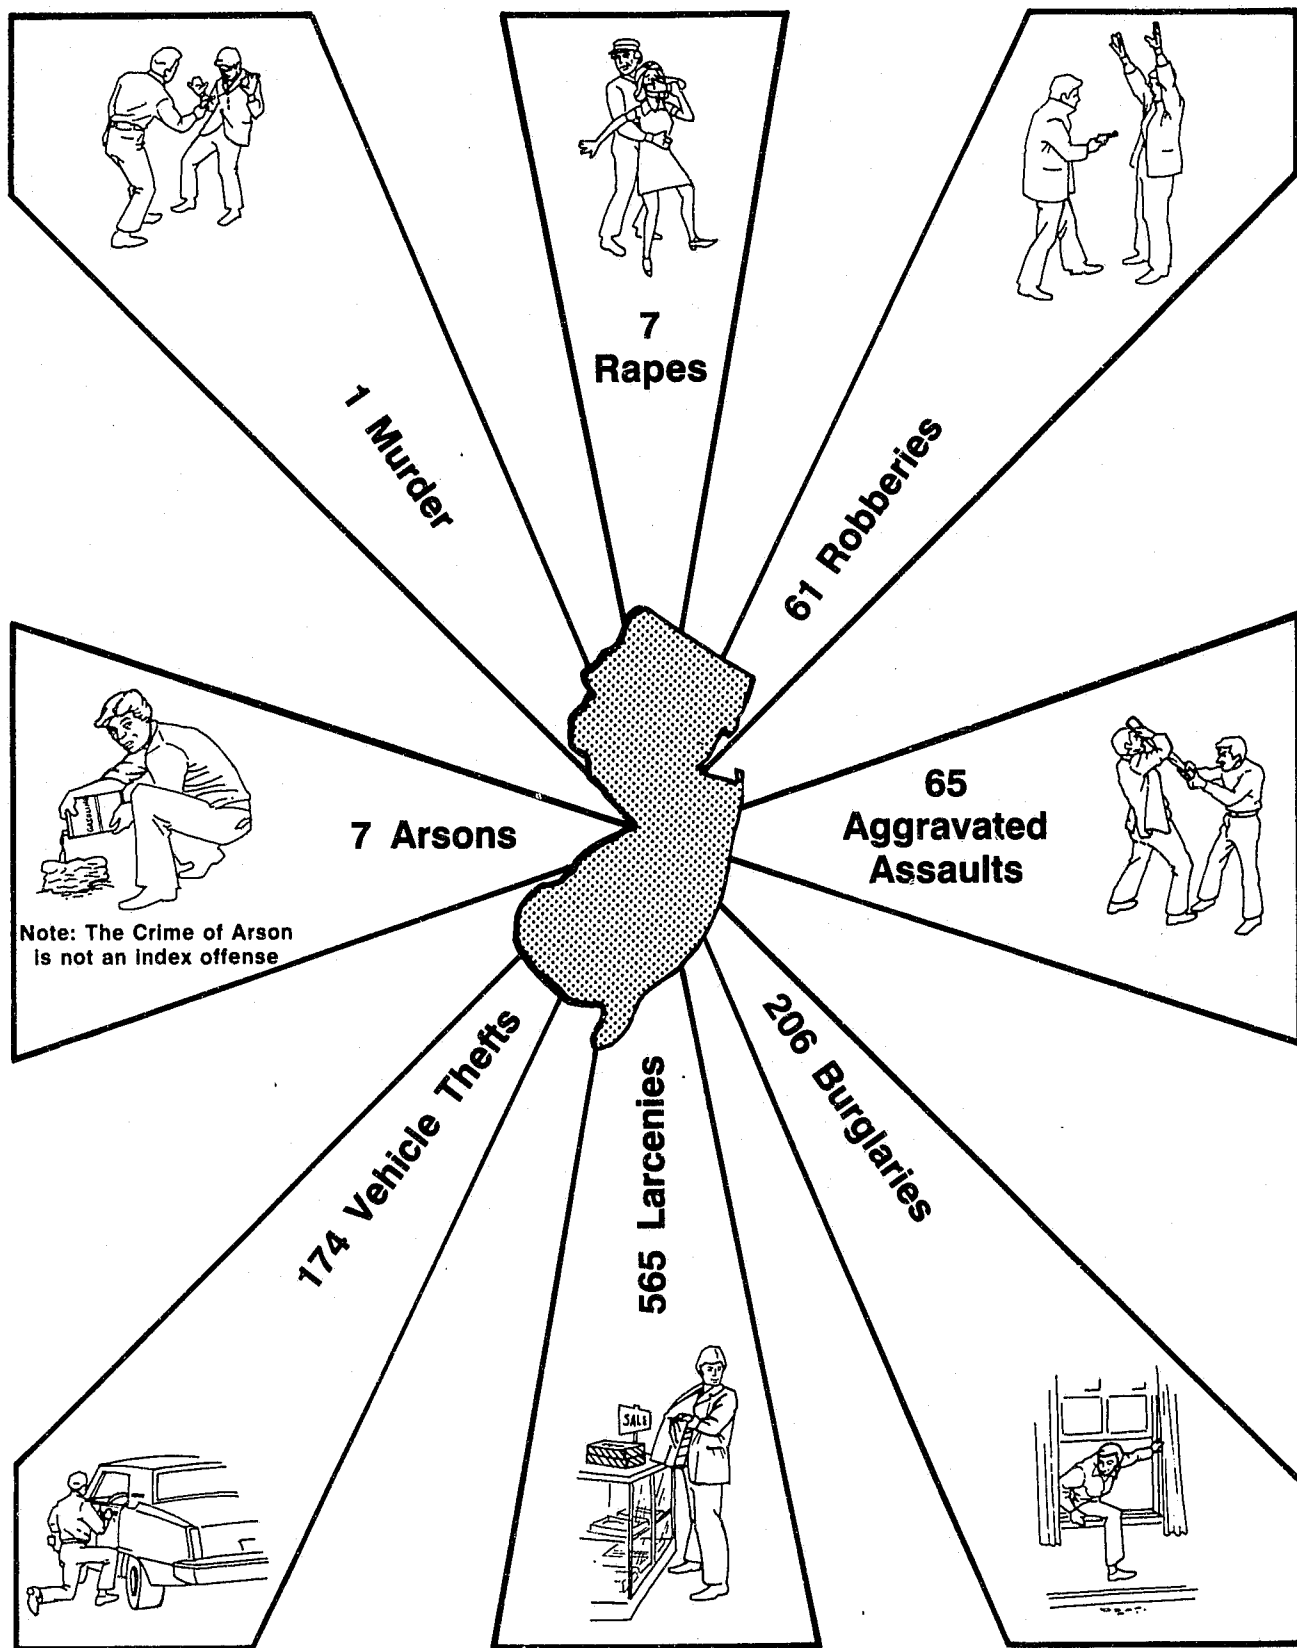 7
Rapes
1 Murder
61 Robberies
7 Arsons
Note: The Crime of Arson
is not an index offense
65
Aggravated
Assaults
GASOLINE
174 Vehicle Thefts
565 Larcenies
206 Burglaries
SALE